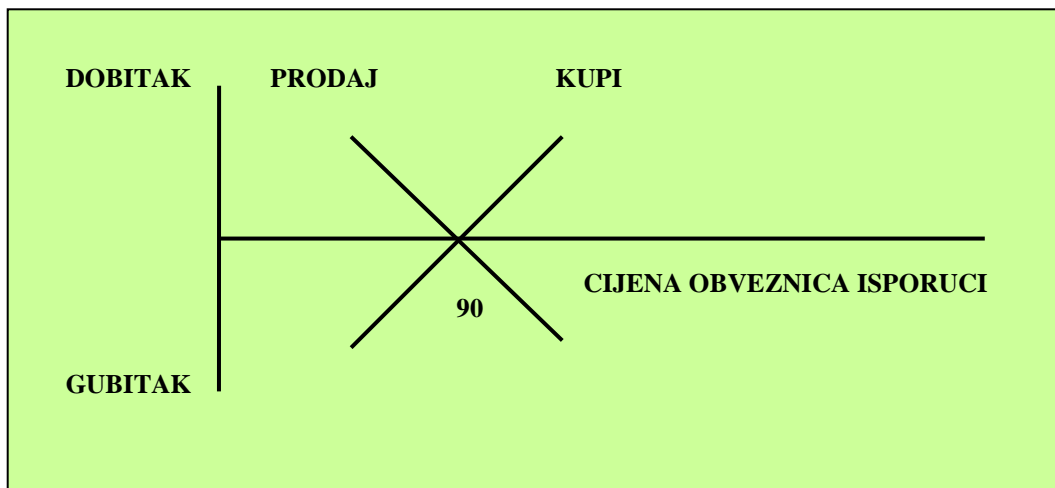 DOBITAK PRODAJ KUPI
CIJENA OBVEZNICA ISPORUCI
90
GUBITAK